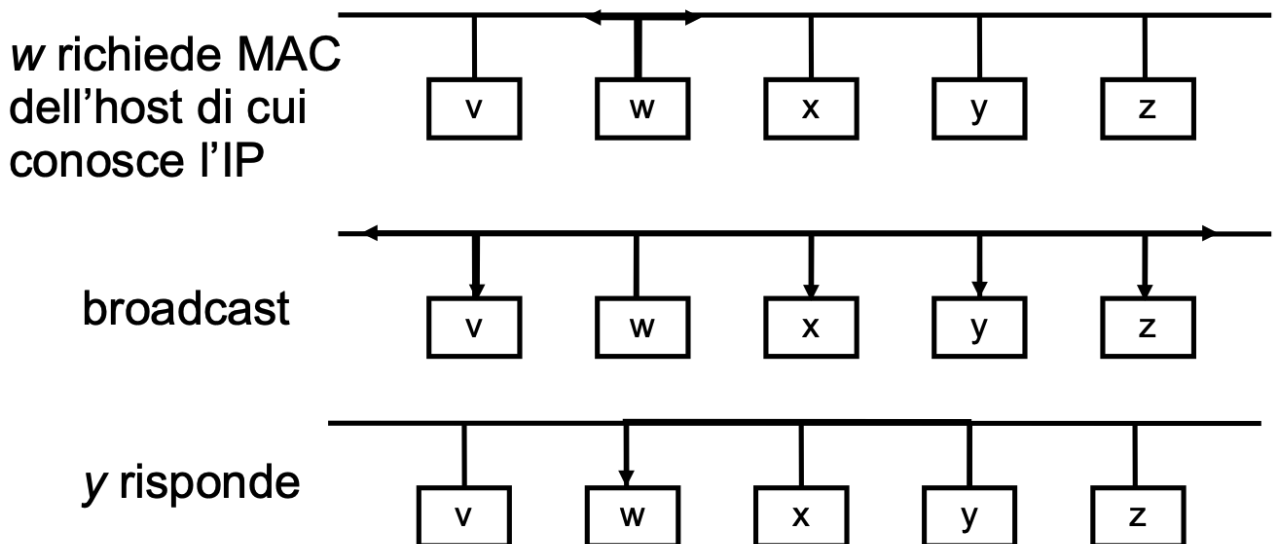 w richiede MAC
dell'host di cui
conosce l'IP
v w x y z
broadcast
v w x y z
y risponde
v w x y z